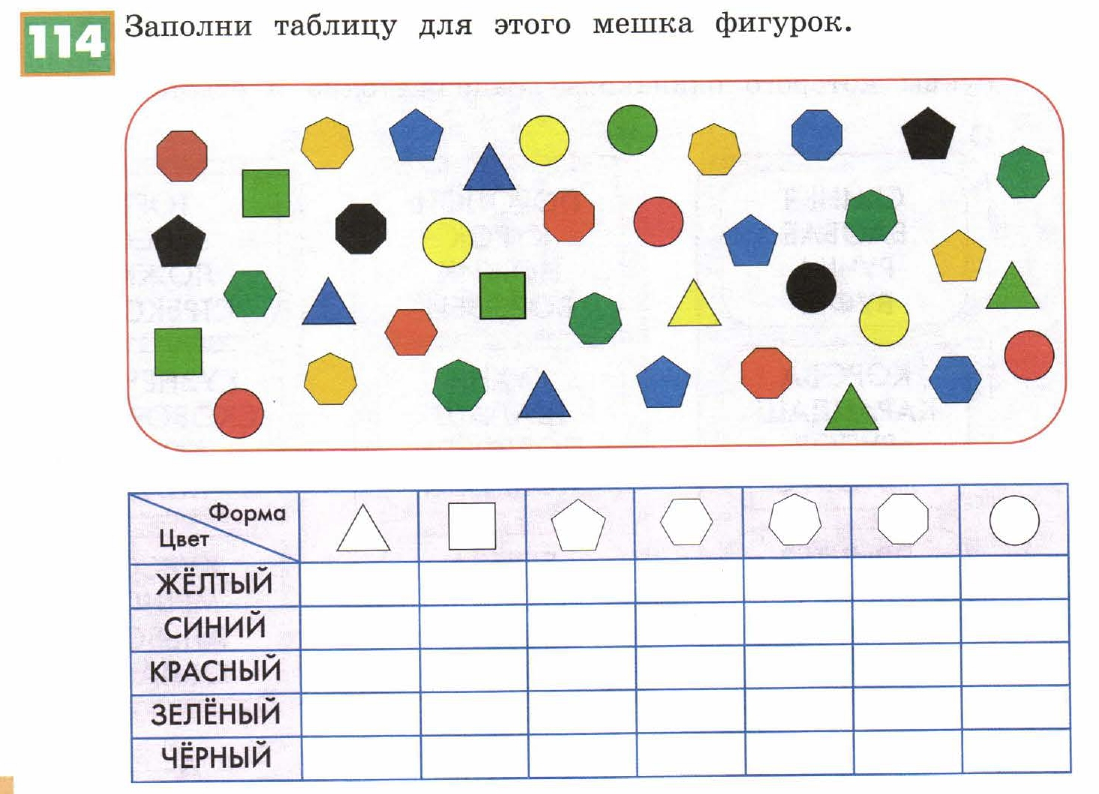 114 Заполни таблицу для этого мешка фигурок.
Форма
Цвет
ЖЁЛТЫЙ
СИНИЙ
КРАСНЫЙ
ЗЕЛЁНЫЙ
ЧЁРНЫЙ